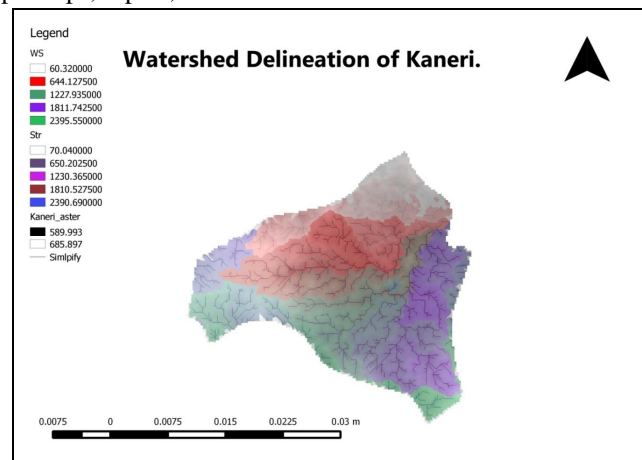 Legend
Watershed Delineation of Kaneri.
WS
60.320000
644.127500
1227.935000
1811.742500
2395.550000
Str
70.040000
650.202500
1230.365000
1810.527500
2390.690000
Kaneri_aster
589.993
685.897
Simlpify
0.0075 0 0.0075 0.015 0.0225 0.03 m